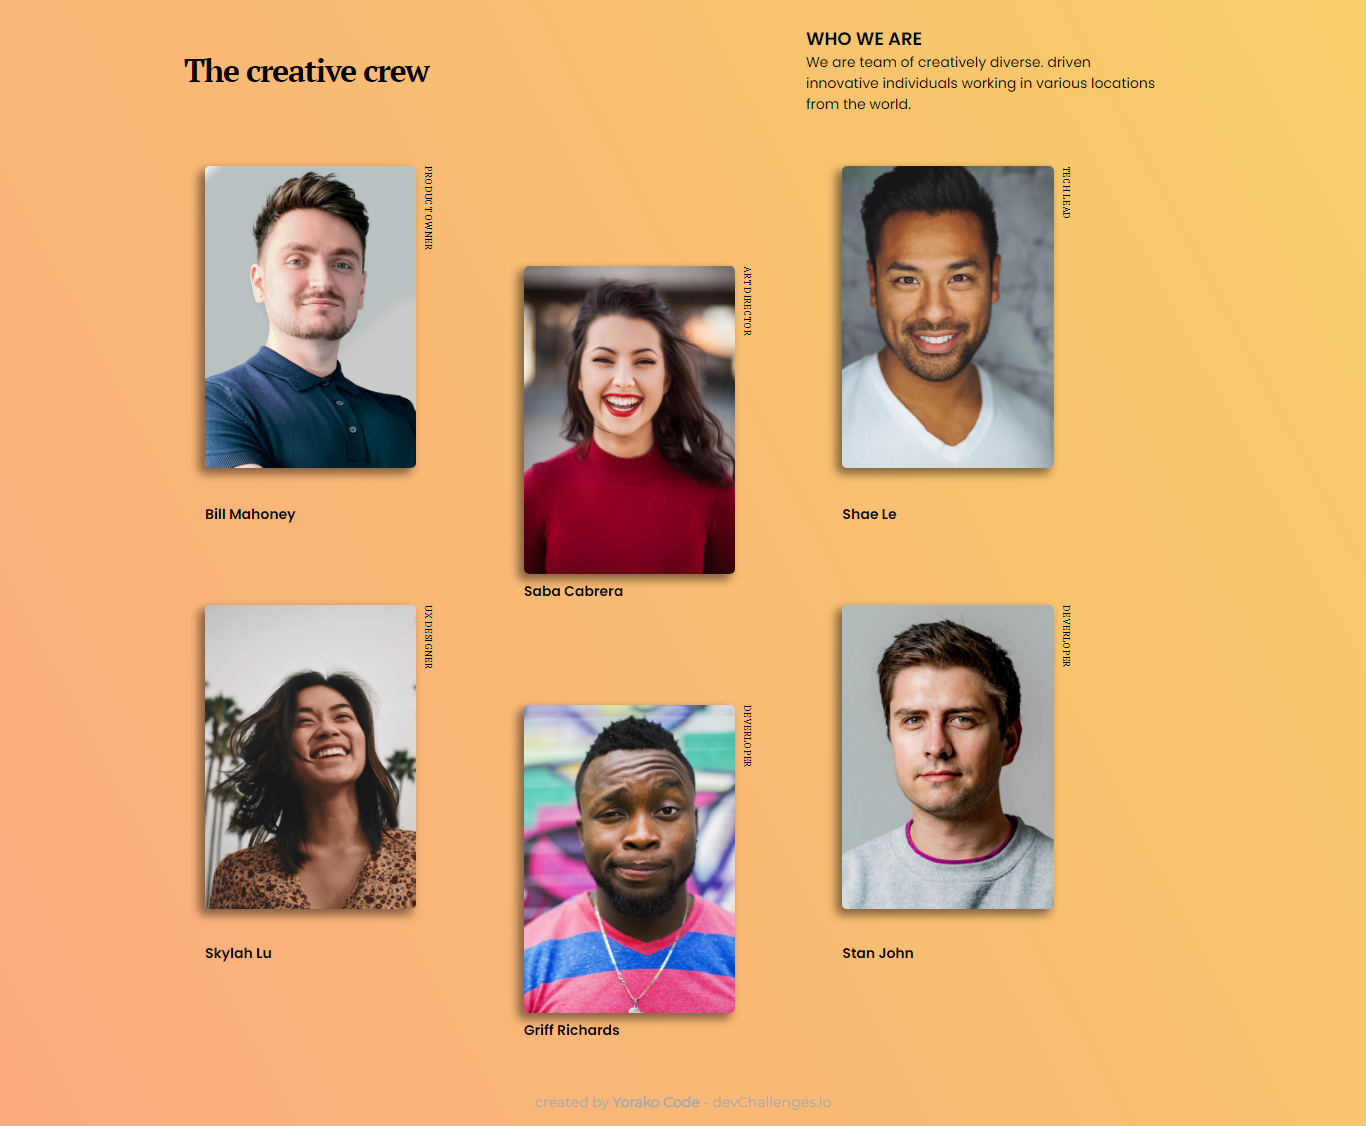 The creative crew
WHO WE ARE
We are team of creatively diverse. driven
innovative individuals working in various locations
from the world.
PRODUCT OWNER
Bill Mahoney
ART DIRECTOR
Saba Cabrera
TECH LEAD
Shae Le
UX DESIGNER
Skylah Lu
DEVERLOPER
Griff Richards
DEVERLOPER
Stan John
created by Yorako Code - devChallenges.io